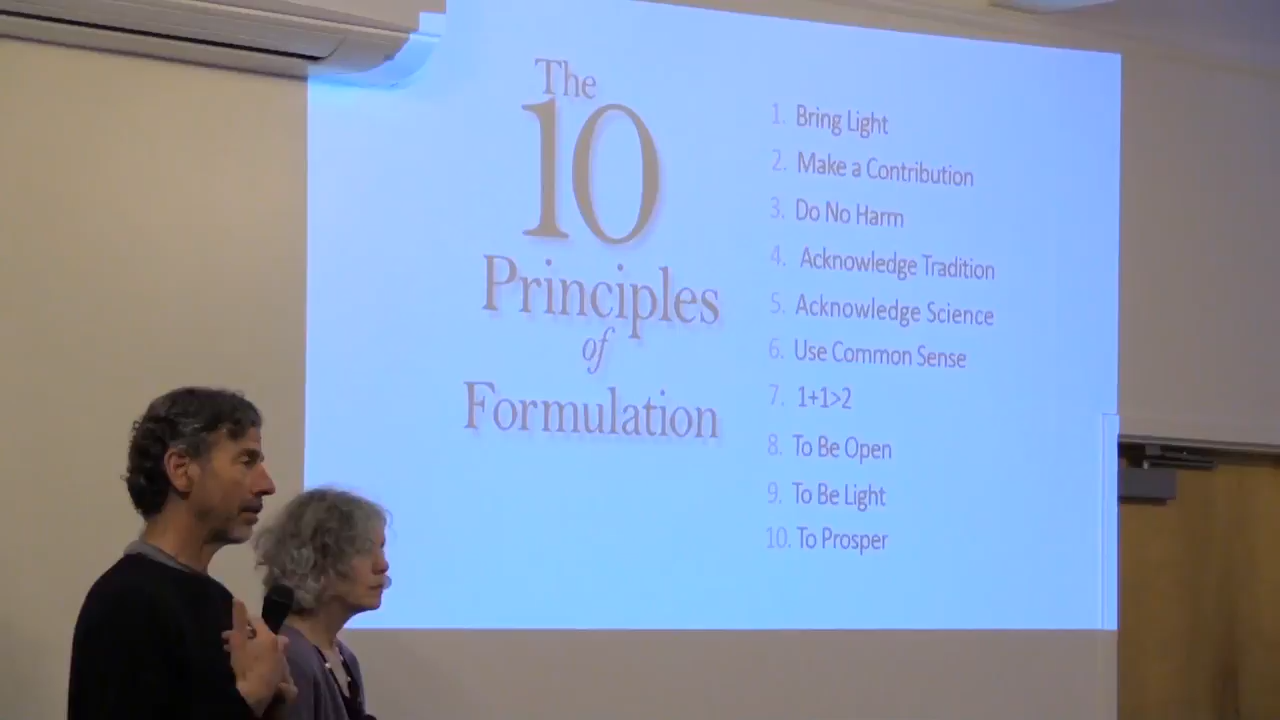 The
10
Principles
of
Formulation
1. Bring Light
2. Make a Contribution
3. Do No Harm
4. Acknowledge Tradition
5. Acknowledge Science
6. Use Common Sense
7. 1+1>2
8. To Be Open
9. To Be Light
10. To Prosper